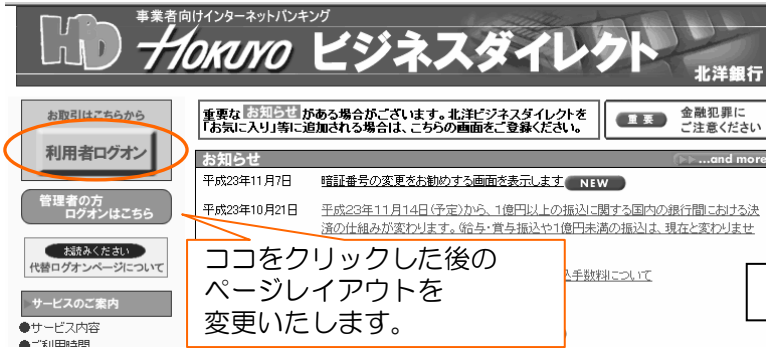 事業者向けインターネットバンキング
HD HOKUYO ビジネスダイレクト
北洋銀行
お取引はこちらから
利用者ログオン
管理者の方
ログオンはこちら
お読みください
代替ログオンページについて
サービスのご案内
●サービス内容
●ご利用時間
重要な お知らせ がある場合がございます。北洋ビジネスダイレクトを
「お気に入り」等に追加される場合は、こちらの画面をご登録ください。
重要 金融犯罪に
ご注意ください
お知らせ
...and more
平成23年11月7日 暗証番号の変更をお勧めする画面を表示します NEW
平成23年10月21日 平成23年11月14日(予定)から、1億円以上の振込に関する国内の銀行間における決
済の仕組みが変わります。(給与・賞与振込や1億円未満の振込は、現在と変わりませ
込手数料について
ココをクリックした後の
ページレイアウトを
変更いたします。